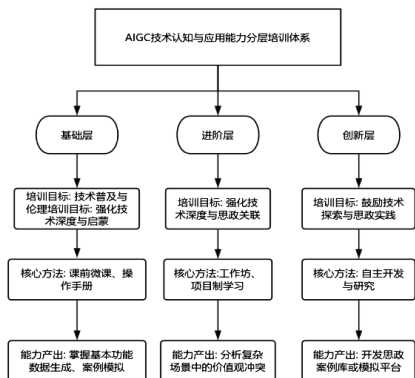 AIGC技术认知与应用能力分层培训体系
基础层
进阶层
创新层
培训目标: 技术普及与
伦理培训目标: 强化技
术深度与启蒙
培训目标: 强化技
术深度与思政关联
培训目标: 鼓励技术
探索与思政实践
核心方法: 课前微课、操
作手册
核心方法:工作坊、
项目制学习
核心方法: 自主开发
与研究
能力产出: 掌握基本功能
数据生成、案例模拟
能力产出: 分析复杂
场景中的价值观冲突
能力产出: 开发思政
案例库或模拟平台